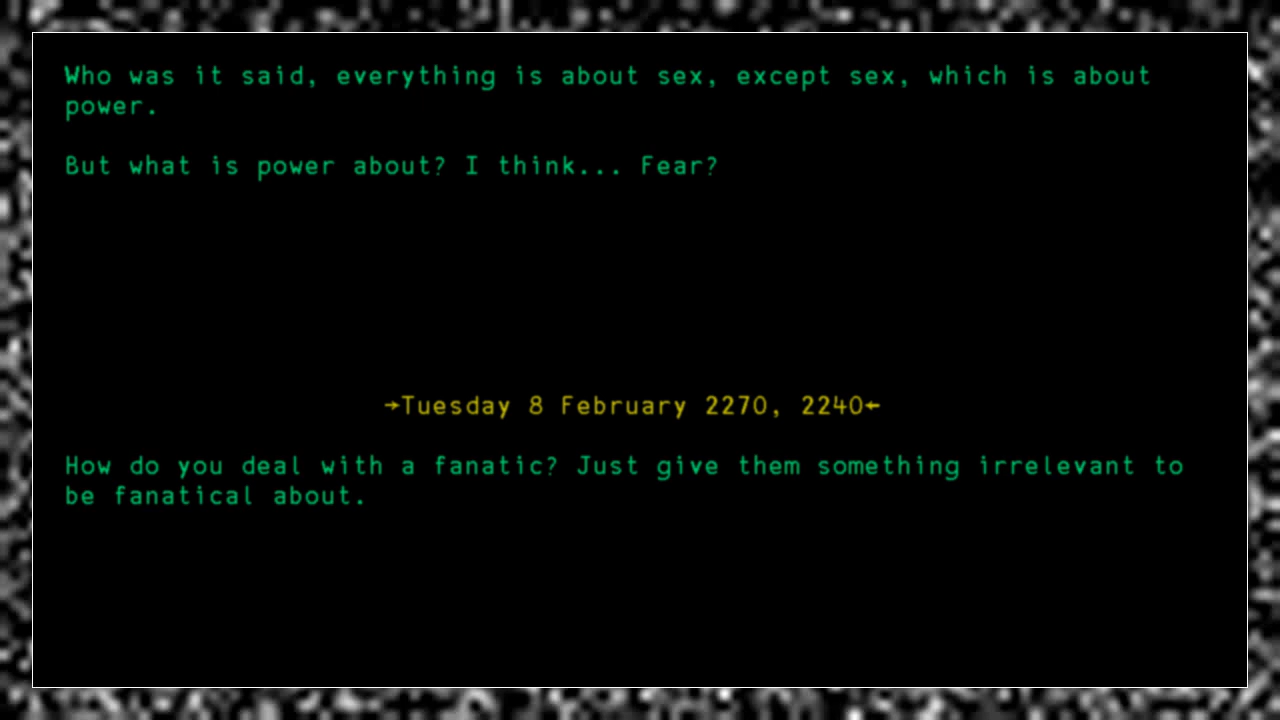 Who was it said, everything is about sex, except sex, which is about
power.
But what is power about? I think... Fear?
→Tuesday 8 February 2270, 2240←
How do you deal with a fanatic? Just give them something irrelevant to
be fanatical about.